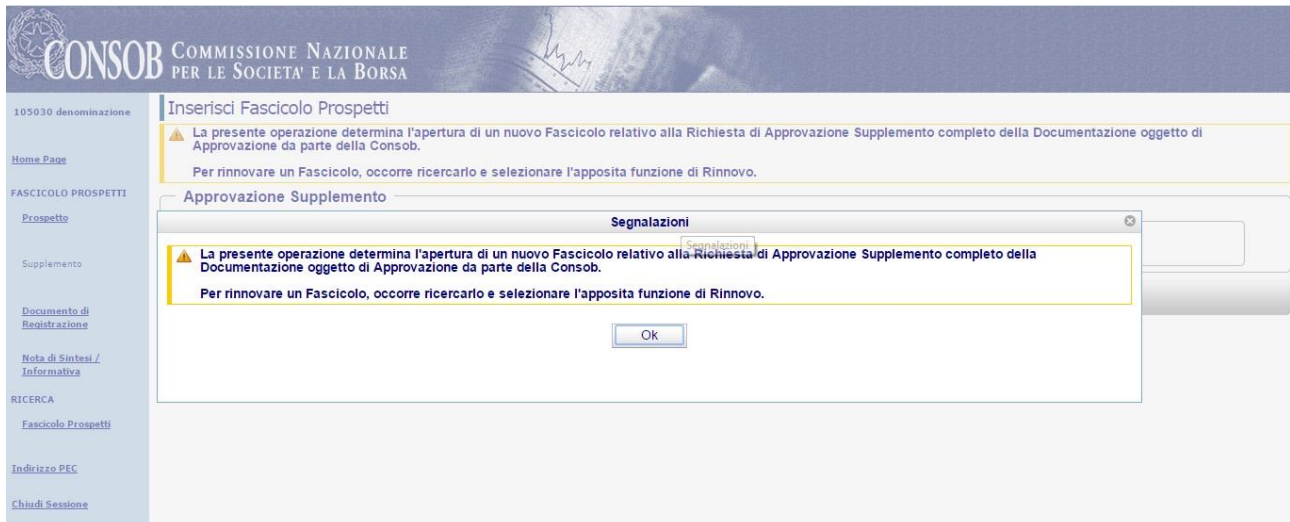 CONSOB COMMISSIONE NAZIONALE
PER LE SOCIETA' E LA BORSA
105030 denominazione
Home Page
FASCICOLO PROSPETTI
Prospetto
Supplemento
Documento di
Registrazione
Nota di Sintesi /
Informativa
RICERCA
Fascicolo Prospetti
Indirizzo PEC
Chiudi Sessione
Inserisci Fascicolo Prospetti
La presente operazione determina l'apertura di un nuovo Fascicolo relativo alla Richiesta di Approvazione Supplemento completo della Documentazione oggetto di
Approvazione da parte della Consob.
Per rinnovare un Fascicolo, occorre ricercarlo e selezionare l'apposita funzione di Rinnovo.
Approvazione Supplemento
Segnalazioni
Segnalazioni
La presente operazione determina l'apertura di un nuovo Fascicolo relativo alla Richiesta di Approvazione Supplemento completo della
Documentazione oggetto di Approvazione da parte della Consob.
Per rinnovare un Fascicolo, occorre ricercarlo e selezionare l'apposita funzione di Rinnovo.
Ok